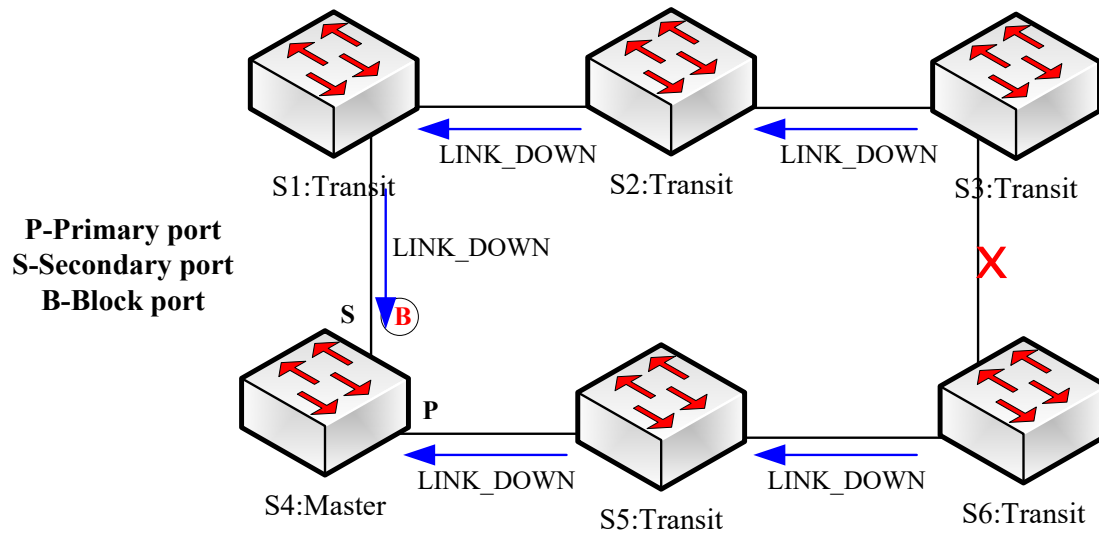 LINK_DOWN
LINK_DOWN
S1:Transit
S2:Transit
S3:Transit
P-Primary port
S-Secondary port
B-Block port
LINK_DOWN
X
S
B
P
LINK_DOWN
LINK_DOWN
S4:Master
S5:Transit
S6:Transit